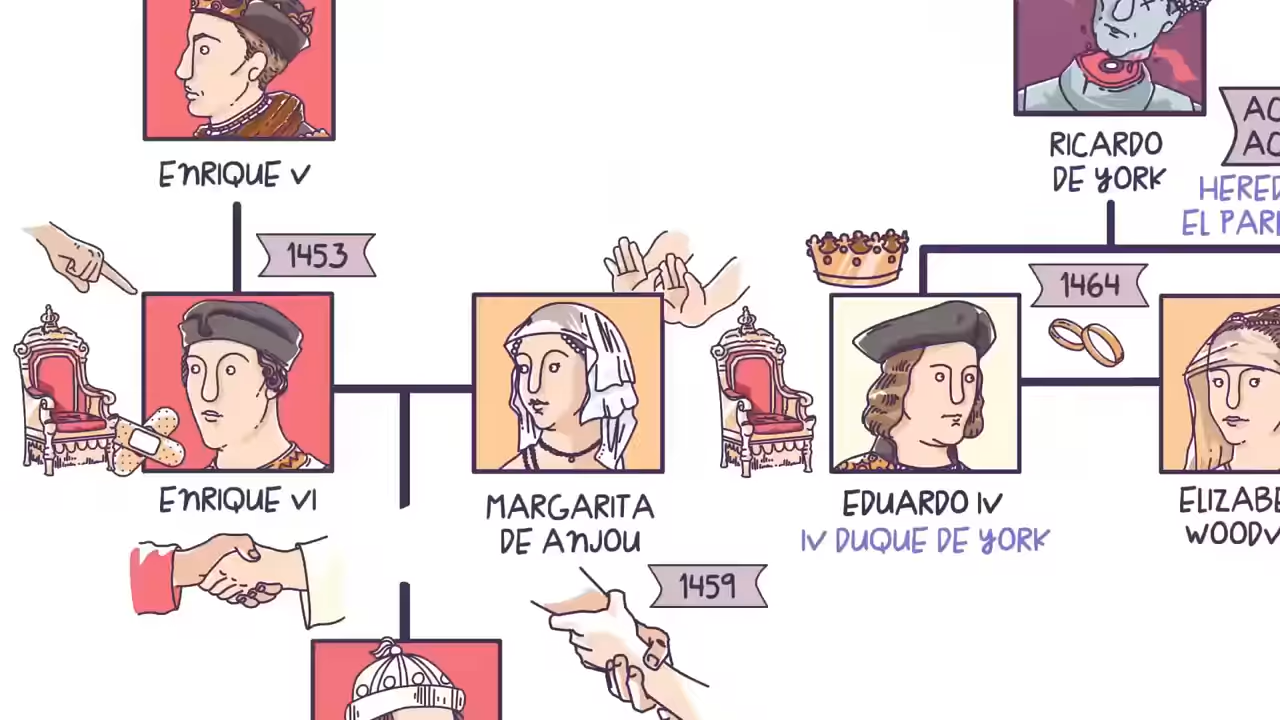 ENRIQUE V
RICARDO
DE YORK
1453
1464
ENRIQUE VI
MARGARITA
DE ANJOU
EDUARDO IV
IV DUQUE DE YORK
1459